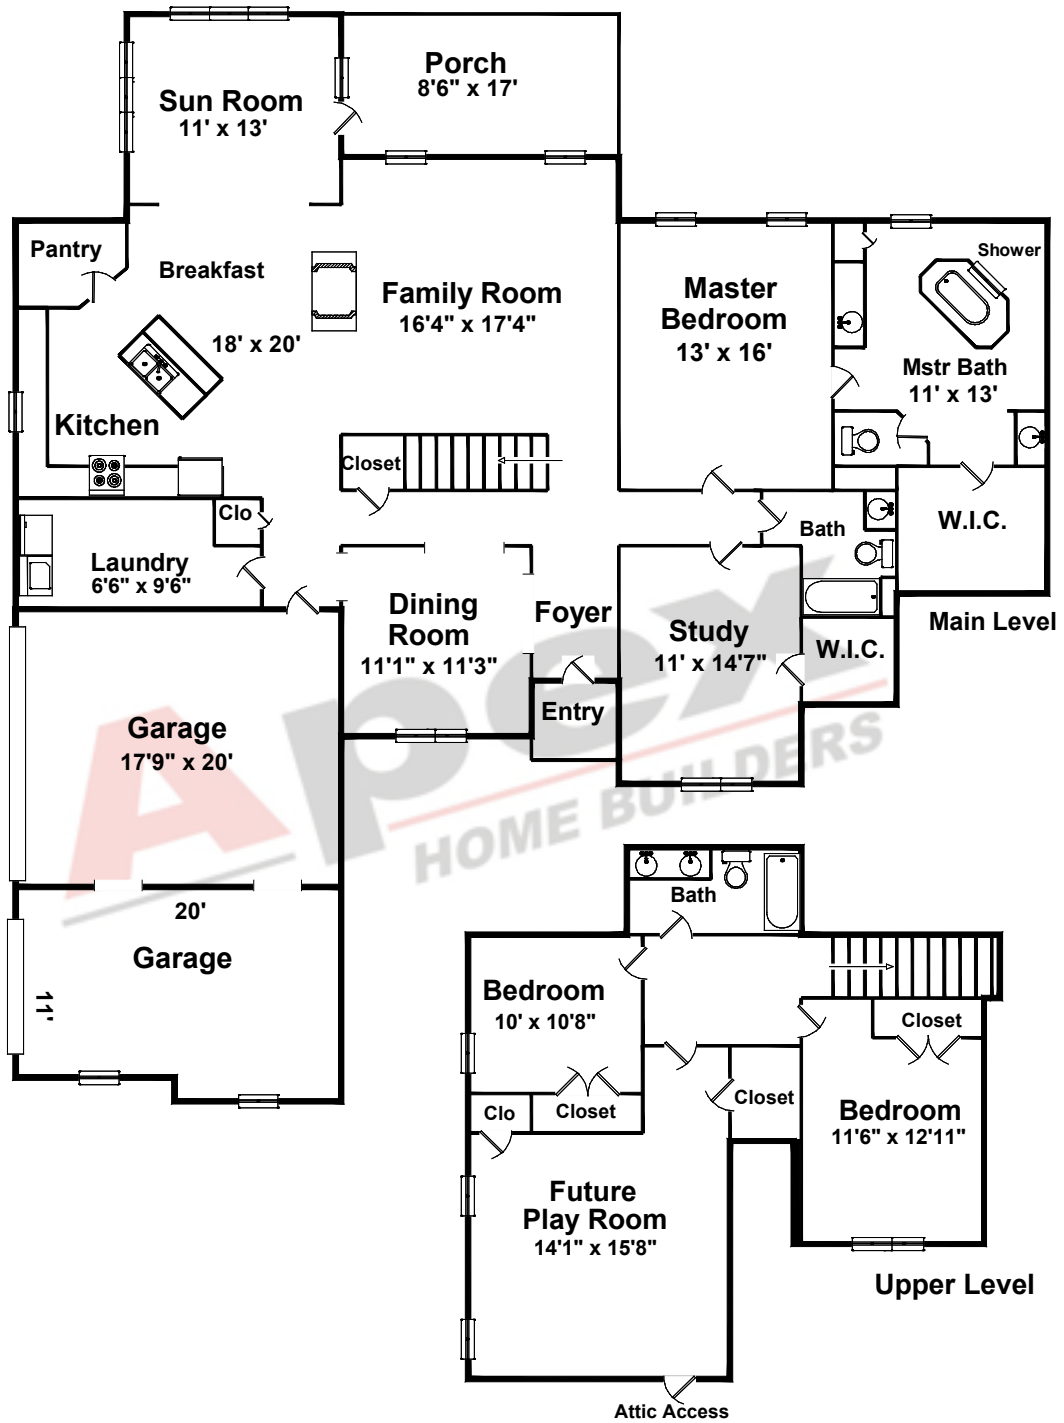 Porch
8'6" x 17'
Sun Room
11' x 13'
Pantry
Breakfast
Shower
Family Room
16'4" x 17'4"
Master
Bedroom
13' x 16'
18' x 20'
Mstr Bath
11' x 13'
Kitchen
Closet
Clo
W.I.C.
Bath
Laundry
6'6" x 9'6"
Dining
Room
11'1" x 11'3"
Foyer
Study
11' x 14'7"
W.I.C.
Main Level
Entry
Garage
17'9" x 20'
Apex
HOME BUILDERS
20'
Garage
11'
Bath
Bedroom
10' x 10'8"
Closet
Clo
Closet
Closet
Bedroom
11'6" x 12'11"
Future
Play Room
14'1" x 15'8"
Upper Level
Attic Access